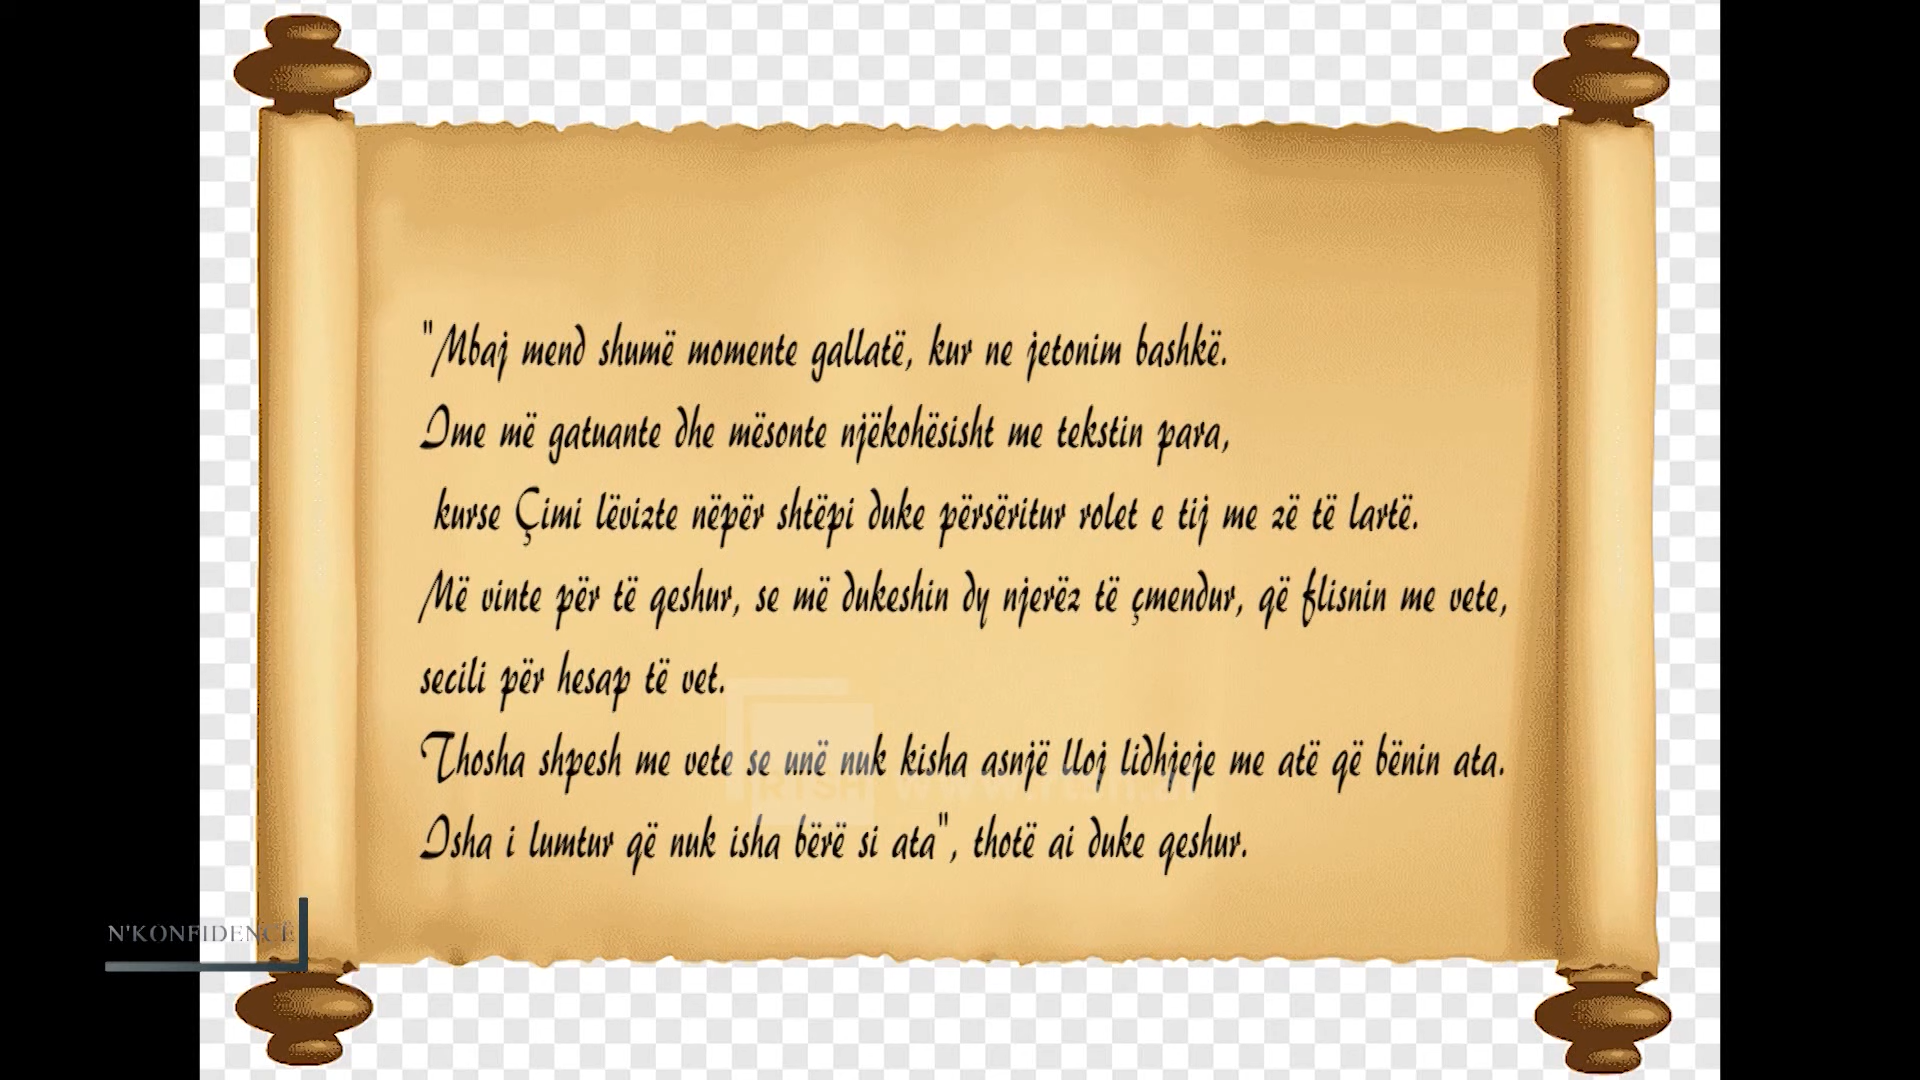 "Mbaj mend shumë momente gallatë, kur ne jetonim bashkë.
Ime më gatuante dhe mësonte njëkohësisht me tekstin para,
kurse Çimi lëvizte nëpër shtëpi duke përsëritur rolet e tij me zë të lartë.
Më vinte për të qeshur, se më dukeshin dy njerëz të çmendur, që flisnin me vete,
secili për hesap të vet.
Thosha shpesh me vete se unë nuk kisha asnjë lloj lidhjeje me atë që bënin ata.
RTSH www.rtsh.al
Isha i lumtur që nuk isha bërë si ata", thotë ai duke qeshur.
N'KONFIDENCË